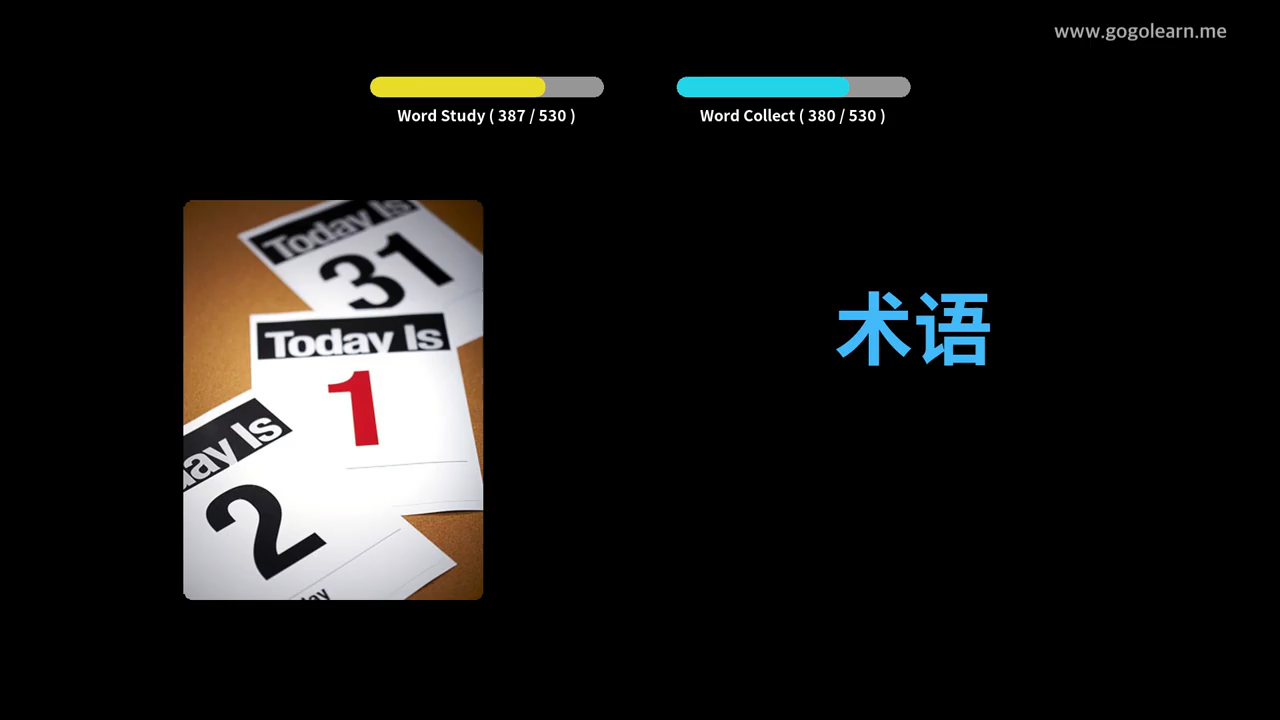 www.gogolearn.me
Word Study ( 387 / 530 )
Word Collect ( 380 / 530 )
Today Is
31
Today Is
1
ay Is
2
术语